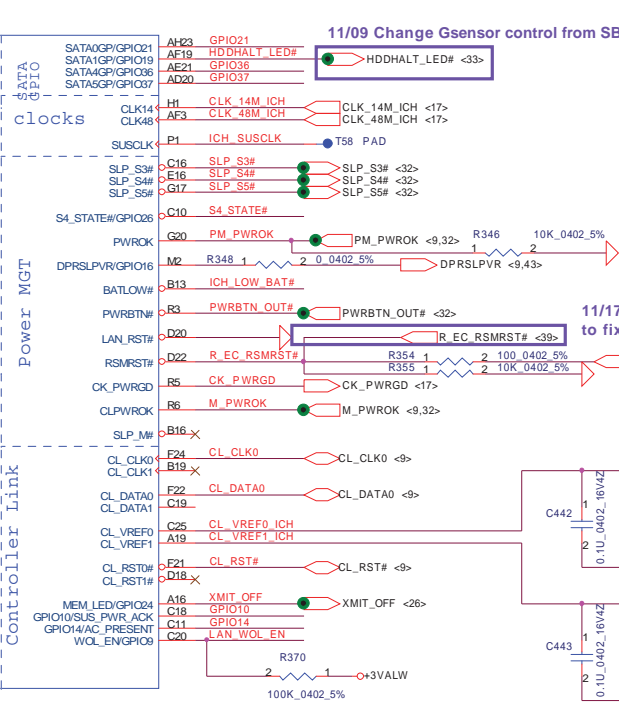 11/09 Change Gsensor control from SB
SATA
GPIO
SATA0GP/GPIO21 AH23 GPIO21
SATA1GP/GPIO19 AF19 HDDHALT_LED# HDDHALT_LED# <33>
SATA4GP/GPIO36 AE21 GPIO36
SATA5GP/GPIO37 AD20 GPIO37
clocks
CLK14 H1 CLK_14M_ICH CLK_14M_ICH <17>
CLK48 AF3 CLK_48M_ICH CLK_48M_ICH <17>
SUSCLK P1 ICH_SUSCLK T58 PAD
Power MGT
SLP_S3# C16 SLP_S3# SLP_S3# <32>
SLP_S4# E16 SLP_S4# SLP_S4# <32>
SLP_S5# G17 SLP_S5# SLP_S5# <32>
S4_STATE#/GPIO26 C10 S4_STATE#
PWROK G20 PM_PWROK PM_PWROK <9,32> R346 1 2 10K_0402_5%
DPRSLPVR/GPIO16 M2 R348 1 2 0_0402_5% DPRSLPVR <9,43>
BATLOW# B13 ICH_LOW_BAT#
PWRBTN# R3 PWRBTN_OUT# PWRBTN_OUT# <32>
11/17
to fix
LAN_RST# D20 R_EC_RSMRST# <39>
RSMRST# D22 R_EC_RSMRST# R354 1 2 100_0402_5%
R355 1 2 10K_0402_5%
CK_PWRGD R5 CK_PWRGD CK_PWRGD <17>
CLPWROK R6 M_PWROK M_PWROK <9,32>
SLP_M# B16
Controller Link
CL_CLK0 F24 CL_CLK0 CL_CLK0 <9>
CL_CLK1 B19
CL_DATA0 F22 CL_DATA0 CL_DATA0 <9>
CL_DATA1 C19
CL_VREF0 C25 CL_VREF0_ICH
CL_VREF1 A19 CL_VREF1_ICH
C442 1 2 0.1U_0402_16V4Z
CL_RST0# F21 CL_RST# CL_RST# <9>
CL_RST1# D18
MEM_LED/GPIO24 A16 XMIT_OFF XMIT_OFF <26>
GPIO10/SUS_PWR_ACK C18 GPIO10
GPIO14/AC_PRESENT C11 GPIO14
WOL_EN/GPIO9 C20 LAN_WOL_EN
C443 1 2 0.1U_0402_16V4Z
R370
2 1 +3VALW
100K_0402_5%